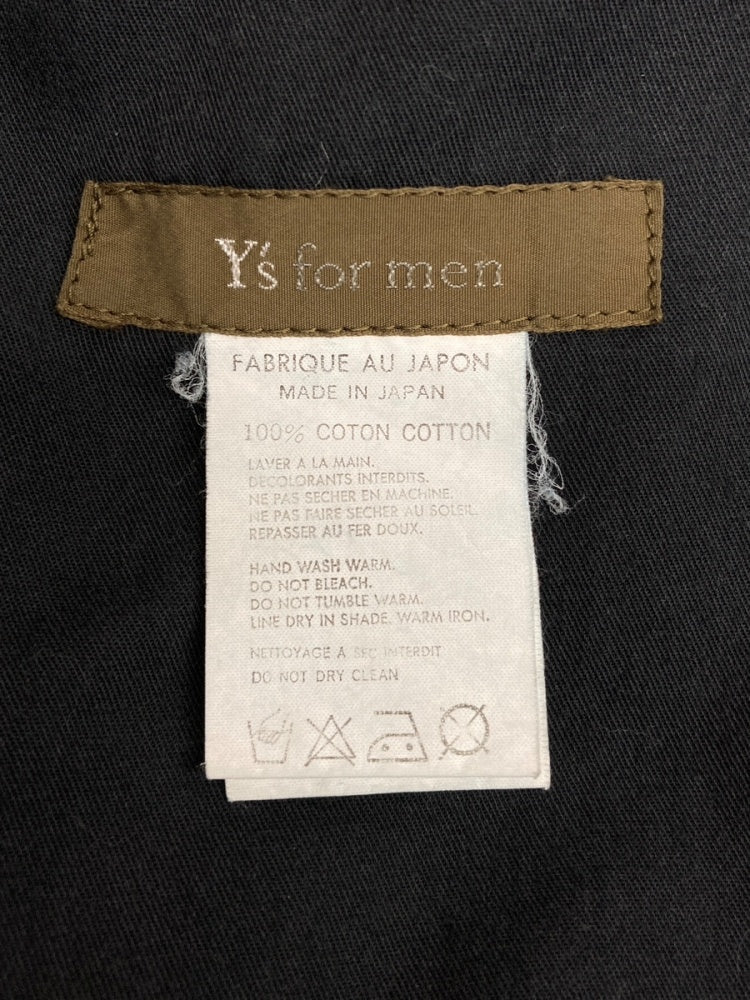 Y's for men
FABRIQUE AU JAPON
MADE IN JAPAN
100% COTON COTTON
LAVER A LA MAIN.
DECOLORANTS INTERDITS.
NE PAS SECHER EN MACHINE.
NE PAS FAIRE SECHER AU SOLEIL.
REPASSER AU FER DOUX.
HAND WASH WARM.
DO NOT BLEACH.
DO NOT TUMBLE WARM.
LINE DRY IN SHADE. WARM IRON.
NETTOYAGE A SEC INTERDIT
DO NOT DRY CLEAN